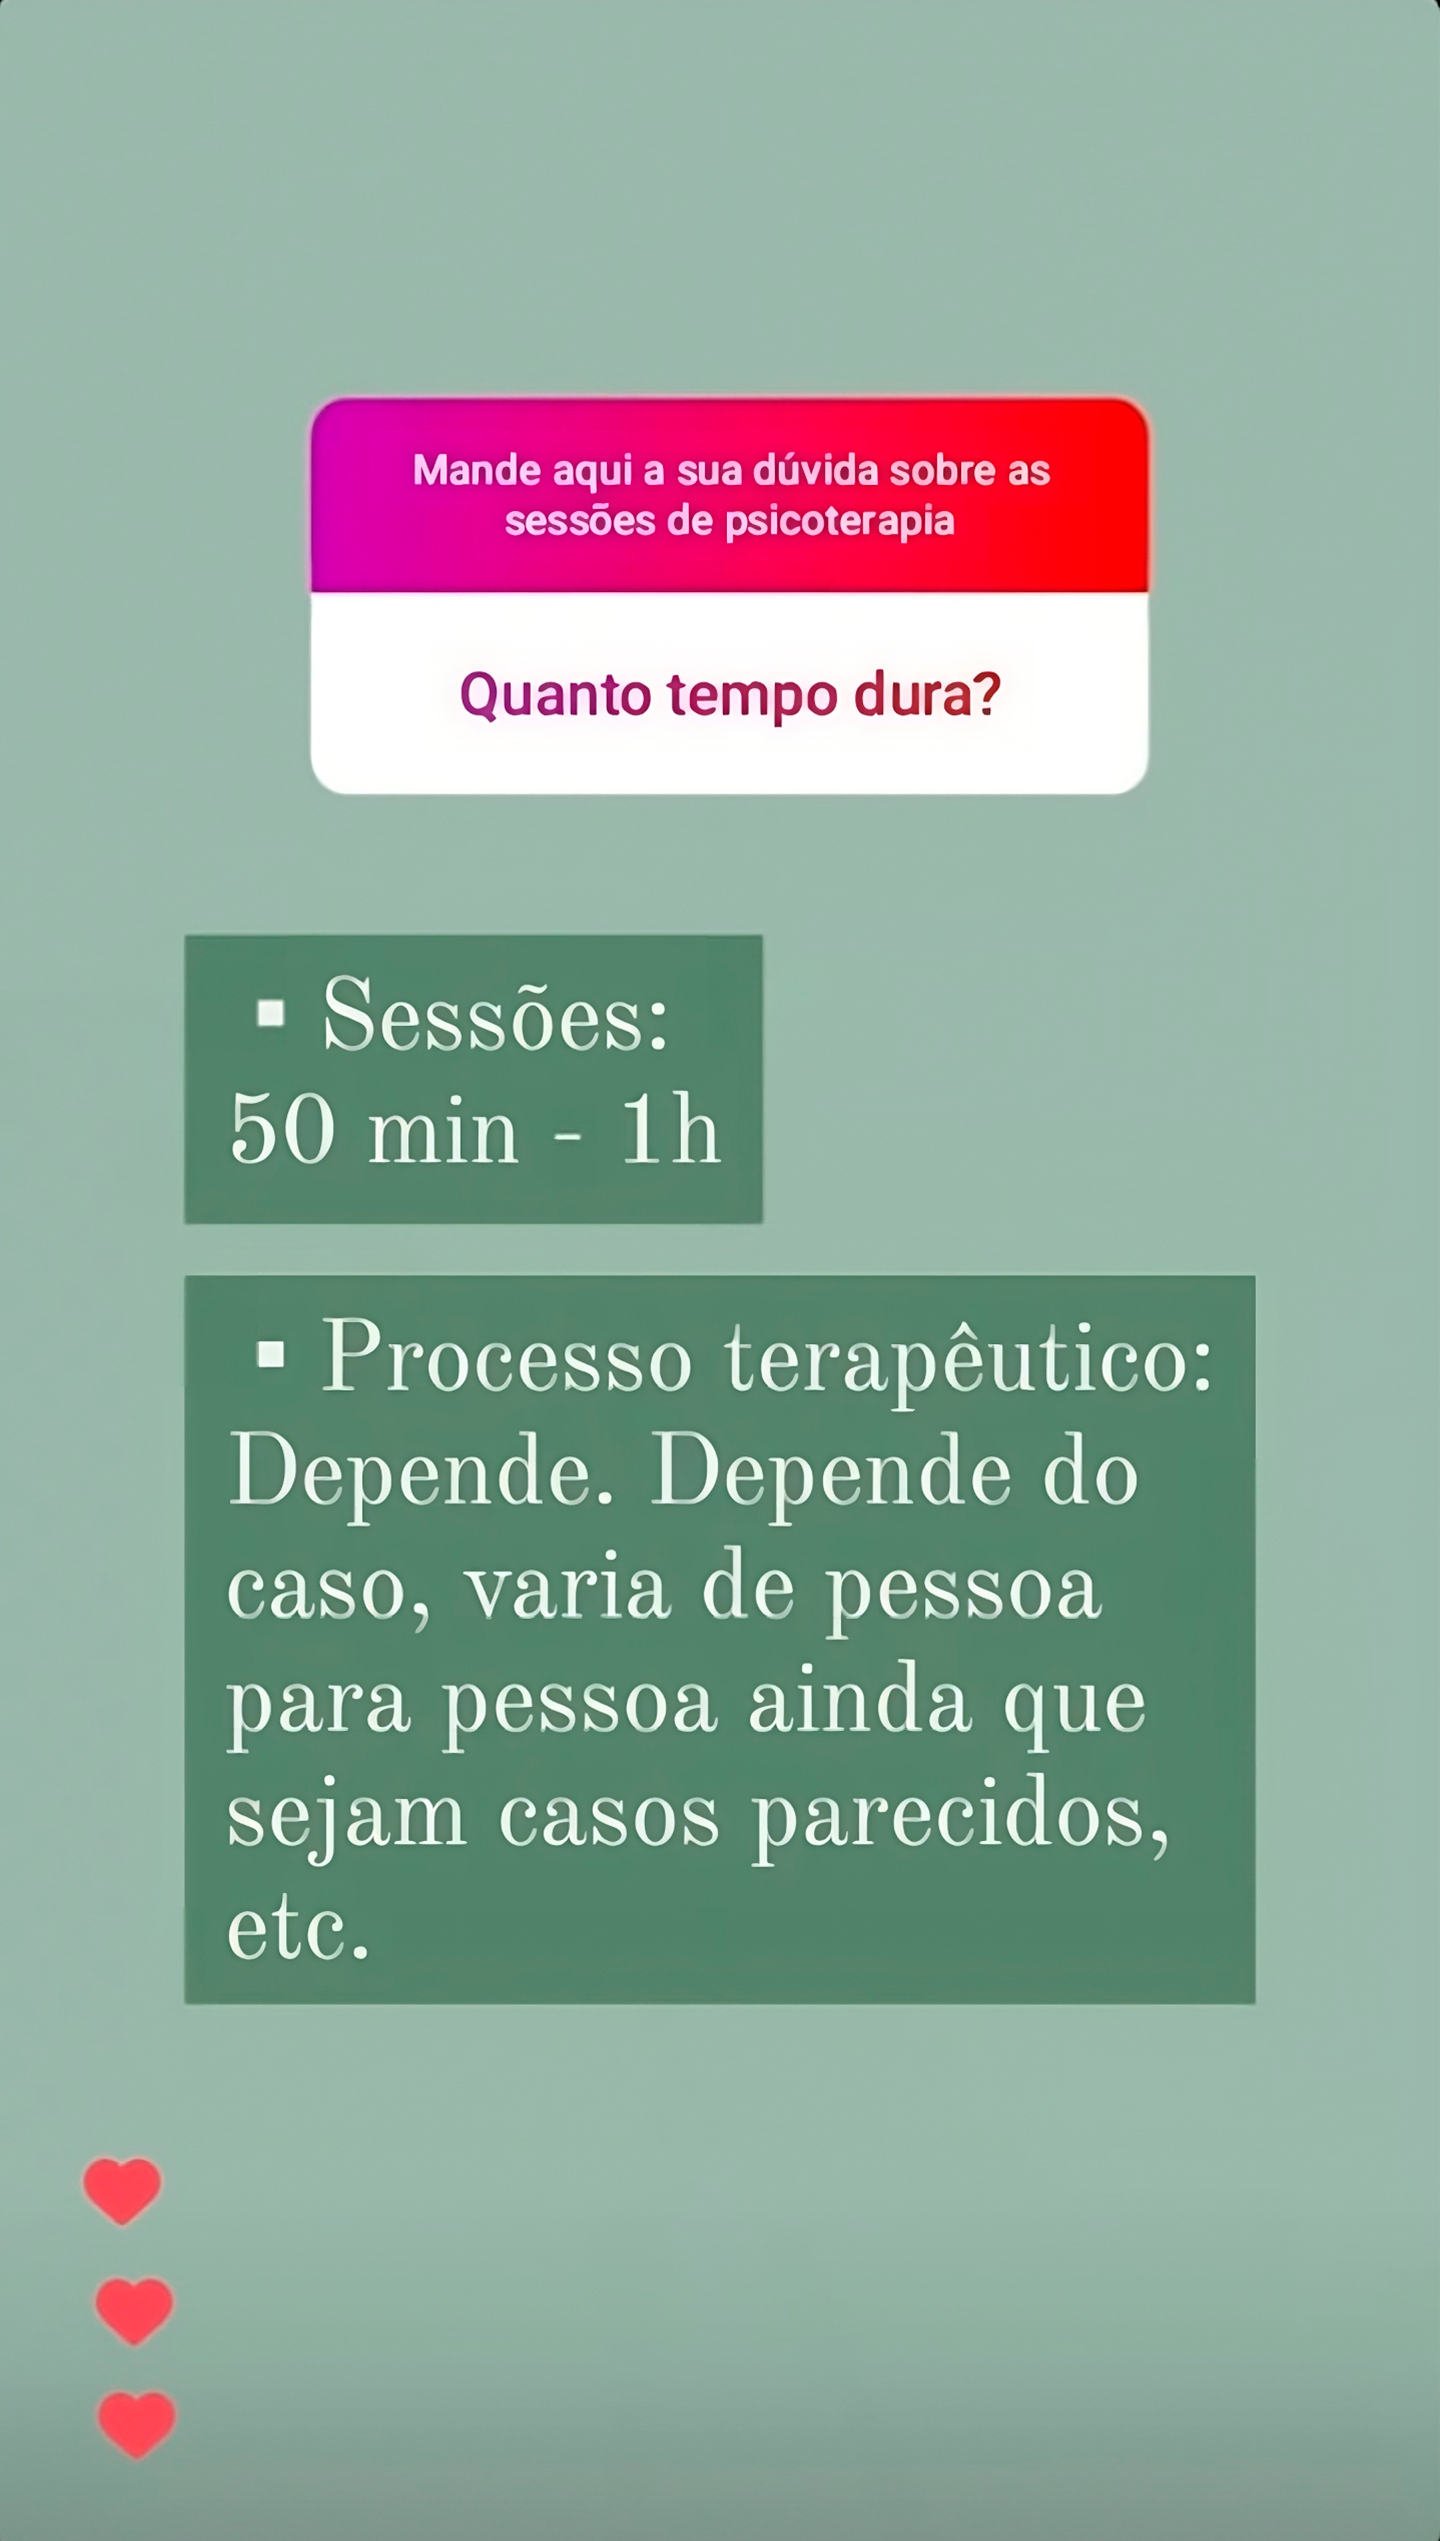 Mande aqui a sua dúvida sobre as
sessões de psicoterapia
Quanto tempo dura?
▪ Sessões:
50 min - 1h
▪ Processo terapêutico:
Depende. Depende do
caso, varia de pessoa
para pessoa ainda que
sejam casos parecidos,
etc.